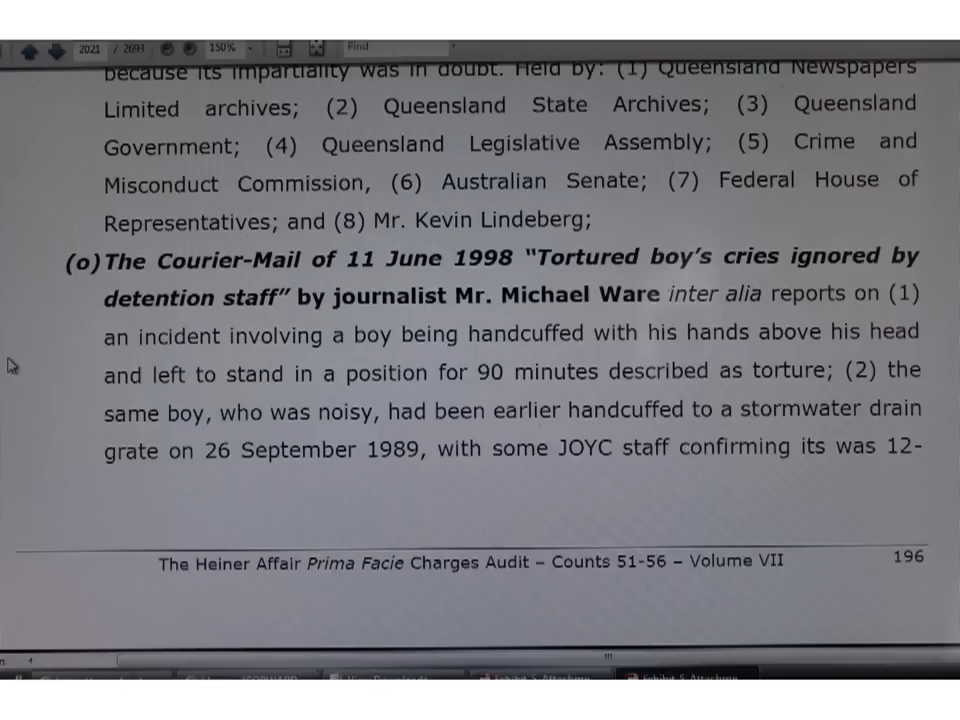 2021 / 2693 150% Find
because its impartiality was in doubt. Held by: (1) Queensland Newspapers
Limited archives; (2) Queensland State Archives; (3) Queensland
Government; (4) Queensland Legislative Assembly; (5) Crime and
Misconduct Commission, (6) Australian Senate; (7) Federal House of
Representatives; and (8) Mr. Kevin Lindeberg;
(o) The Courier-Mail of 11 June 1998 "Tortured boy's cries ignored by
detention staff" by journalist Mr. Michael Ware inter alia reports on (1)
an incident involving a boy being handcuffed with his hands above his head
and left to stand in a position for 90 minutes described as torture; (2) the
same boy, who was noisy, had been earlier handcuffed to a stormwater drain
grate on 26 September 1989, with some JOYC staff confirming its was 12-
The Heiner Affair Prima Facie Charges Audit – Counts 51-56 – Volume VII 196